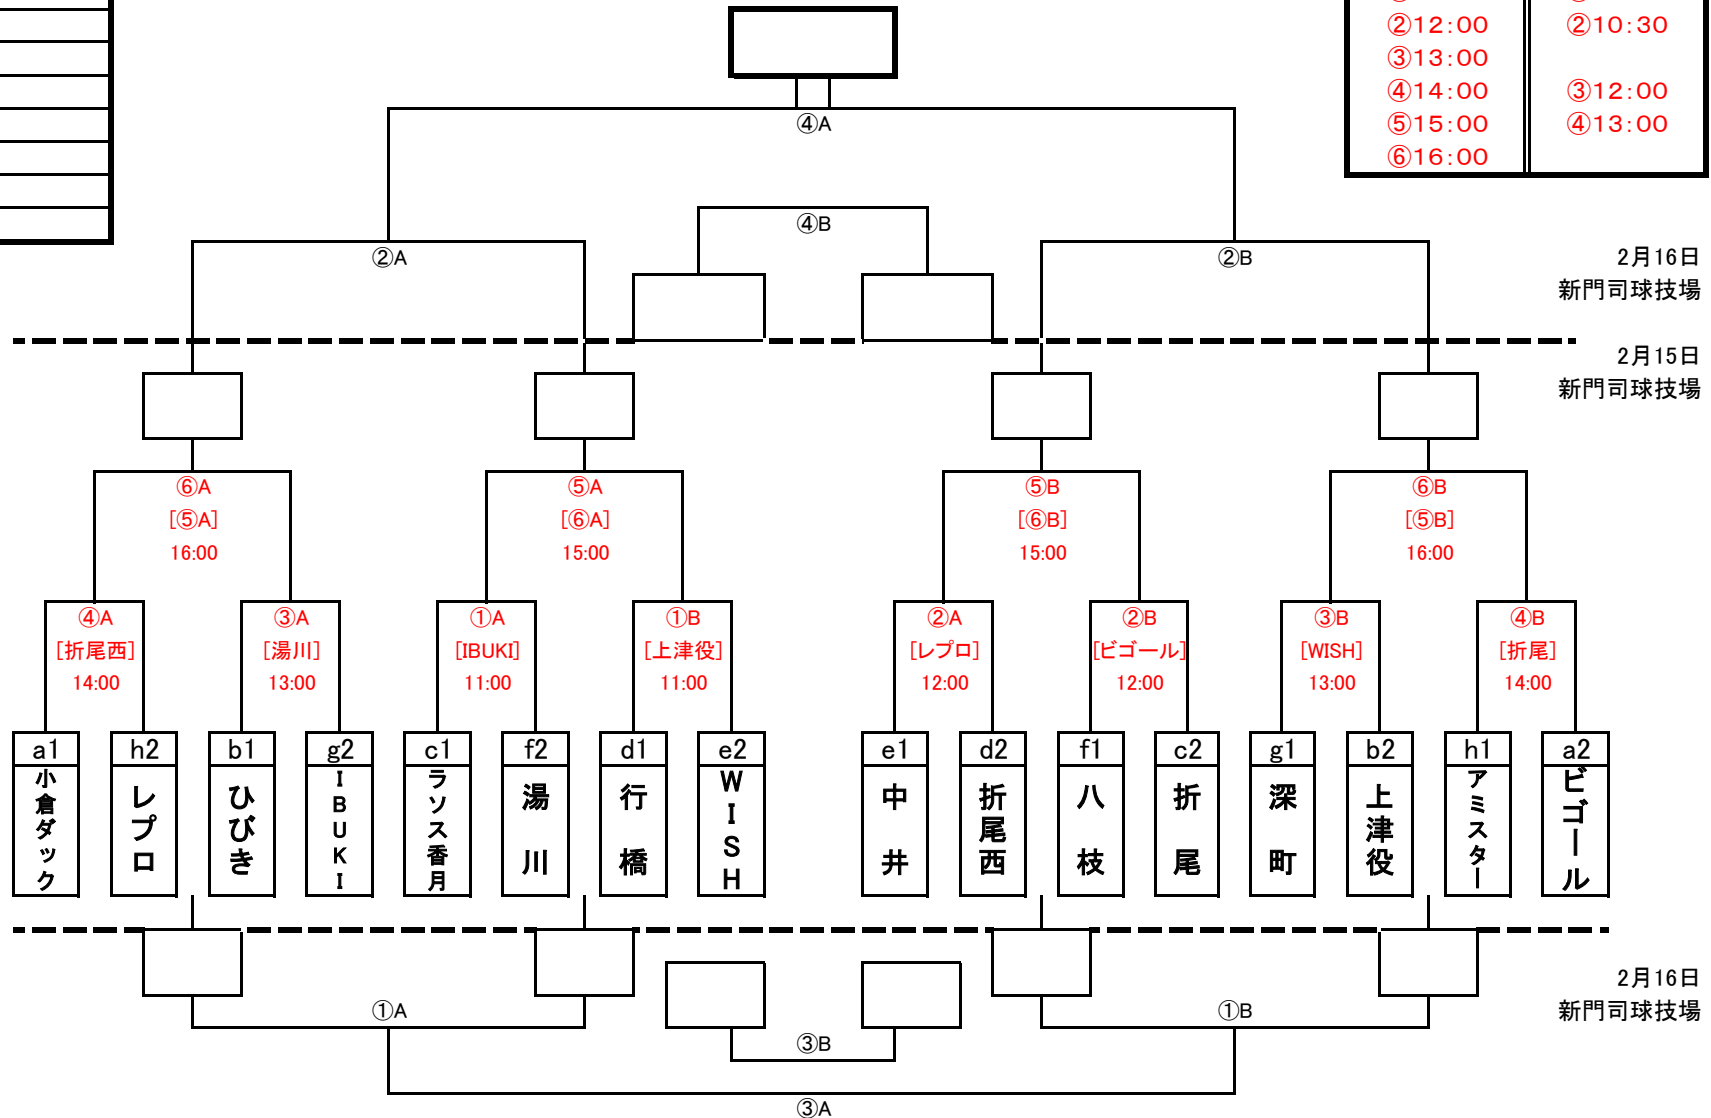 ②12:00 ②10:30
③13:00
④14:00 ③12:00
⑤15:00 ④13:00
⑥16:00
④A
④B
②A ②B
2月16日
新門司球技場
2月15日
新門司球技場
⑥A ⑤A ⑤B ⑥B
[⑤A] [⑥A] [⑥B] [⑤B]
16:00 15:00 15:00 16:00
④A ③A ①A ①B ②A ②B ③B ④B
[折尾西] [湯川] [IBUKI] [上津役] [レプロ] [ビゴール] [WISH] [折尾]
14:00 13:00 11:00 11:00 12:00 12:00 13:00 14:00
a1 h2 b1 g2 c1 f2 d1 e2 e1 d2 f1 c2 g1 b2 h1 a2
小倉ダック
レプロ
ひびき
IBUKI
ラソス香月
湯川
行橋
WISH
中井
折尾西
八枝
折尾
深町
上津役
アミスター
ビゴール
2月16日
①A ①B
新門司球技場
③B
③A